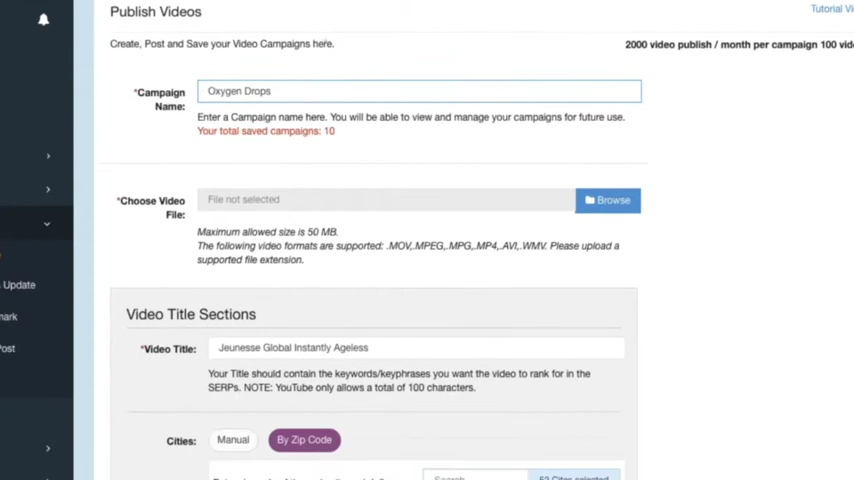 Publish Videos
Tutorial Vi
Create, Post and Save your Video Campaigns here.
2000 video publish / month per campaign 100 vide
*Campaign Name:
Oxygen Drops
Enter a Campaign name here. You will be able to view and manage your campaigns for future use.
Your total saved campaigns: 10
*Choose Video File:
File not selected
Browse
Maximum allowed size is 50 MB.
The following video formats are supported: .MOV,.MPEG,.MPG,.MP4,.AVI,.WMV. Please upload a
supported file extension.
s Update
mark
Post
Video Title Sections
*Video Title:
Jeunesse Global Instantly Ageless
Your Title should contain the keywords/keyphrases you want the video to rank for in the
SERPs. NOTE: YouTube only allows a total of 100 characters.
Cities:
Manual
By Zip Code
Search
52 Cites selected